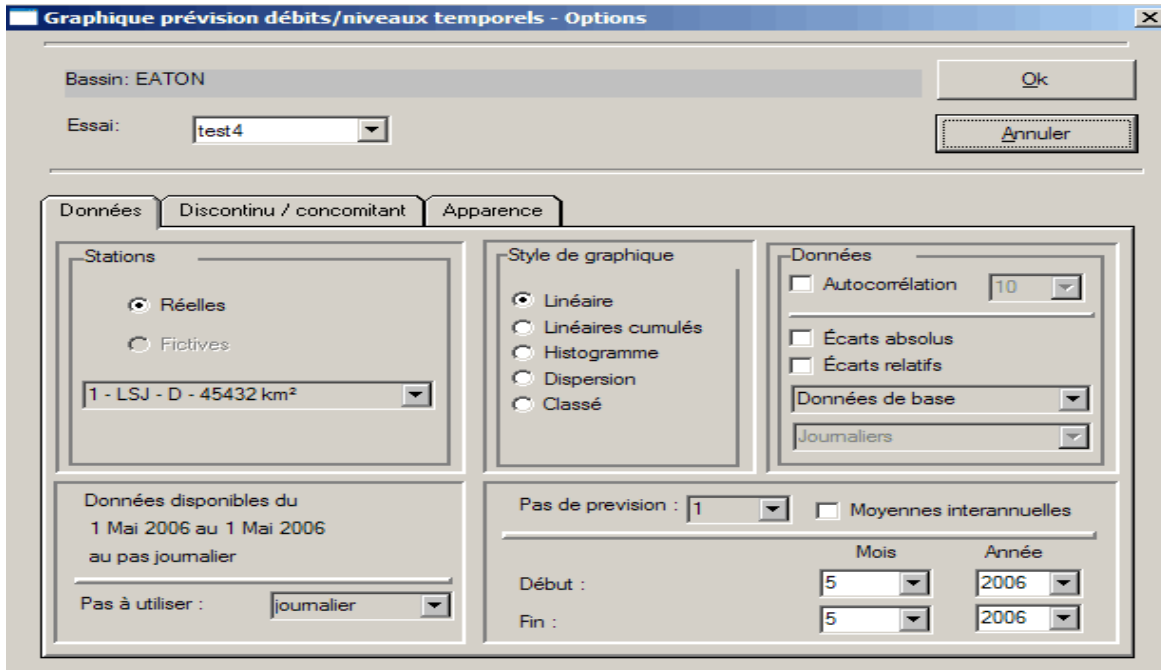 Graphique prévision débits/niveaux temporels - Options
Bassin: EATON
Ok
Essai:
test4
Annuler
Données
Discontinu / concomitant
Apparence
Stations
Réelles
Fictives
1 - LSJ - D - 45432 km²
Style de graphique
Linéaire
Linéaires cumulés
Histogramme
Dispersion
Classé
Données
Autocorrélation
10
Écarts absolus
Écarts relatifs
Données de base
Journaliers
Données disponibles du
1 Mai 2006 au 1 Mai 2006
au pas journalier
Pas à utiliser :
journalier
Pas de prevision :
1
Moyennes interannuelles
Mois Année
Début : 5 2006
Fin : 5 2006